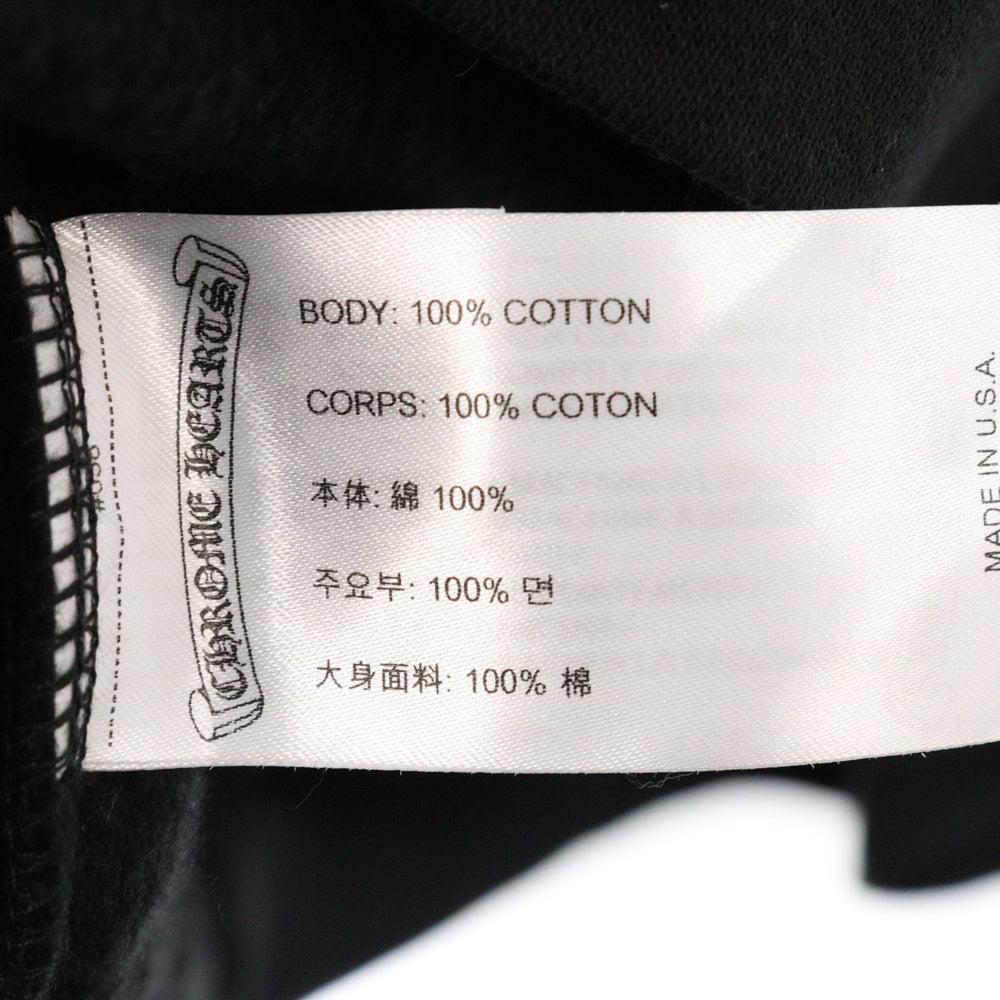 CHROME HEARTS
BODY: 100% COTTON
CORPS: 100% COTON
本体: 綿 100%
주요부: 100% 면
大身面料: 100% 棉
MADE IN U.S.A.